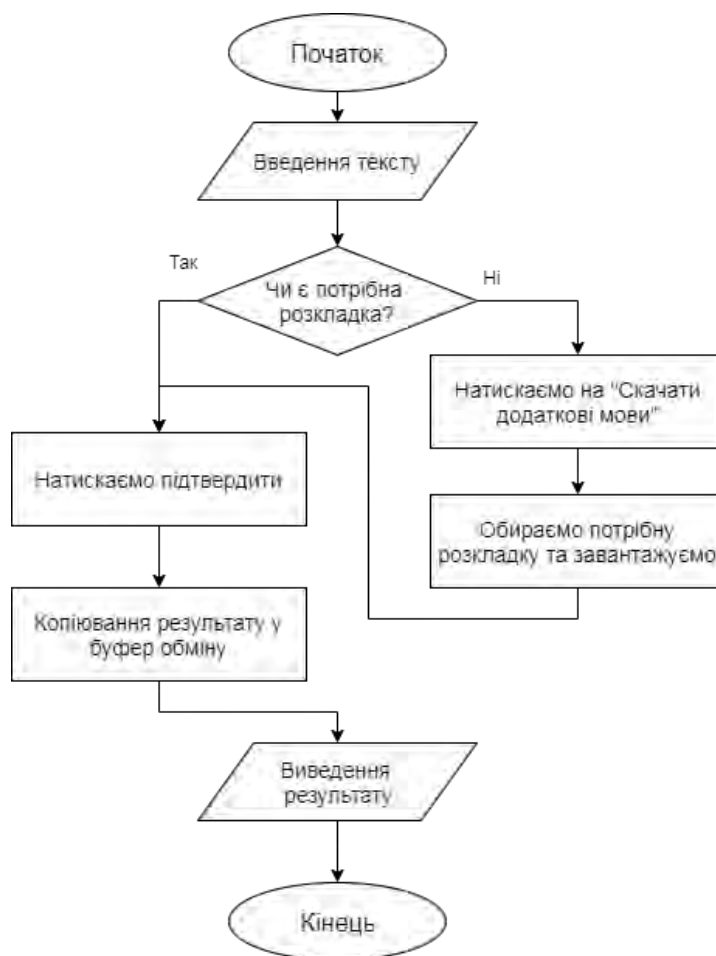 Початок
Введення тексту
Так
Ні
Чи є потрібна
розкладка?
Натискаємо на "Скачати
додаткові мови"
Натискаємо підтвердити
Обираємо потрібну
розкладку та завантажуємо
Копіювання результату у
буфер обміну
Виведення
результату
Кінець